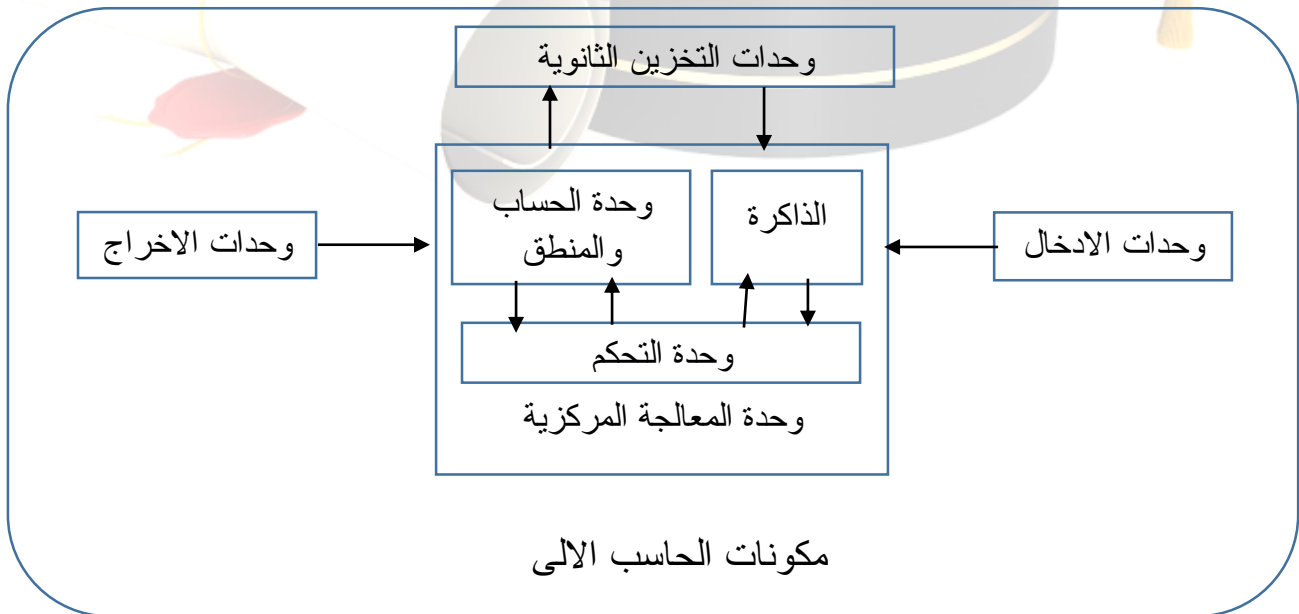 وحدات التخزين الثانوية
الذاكرة
وحدة الحساب
والمنطق
وحدات الادخال
وحدات الاخراج
وحدة التحكم
وحدة المعالجة المركزية
مكونات الحاسب الالى